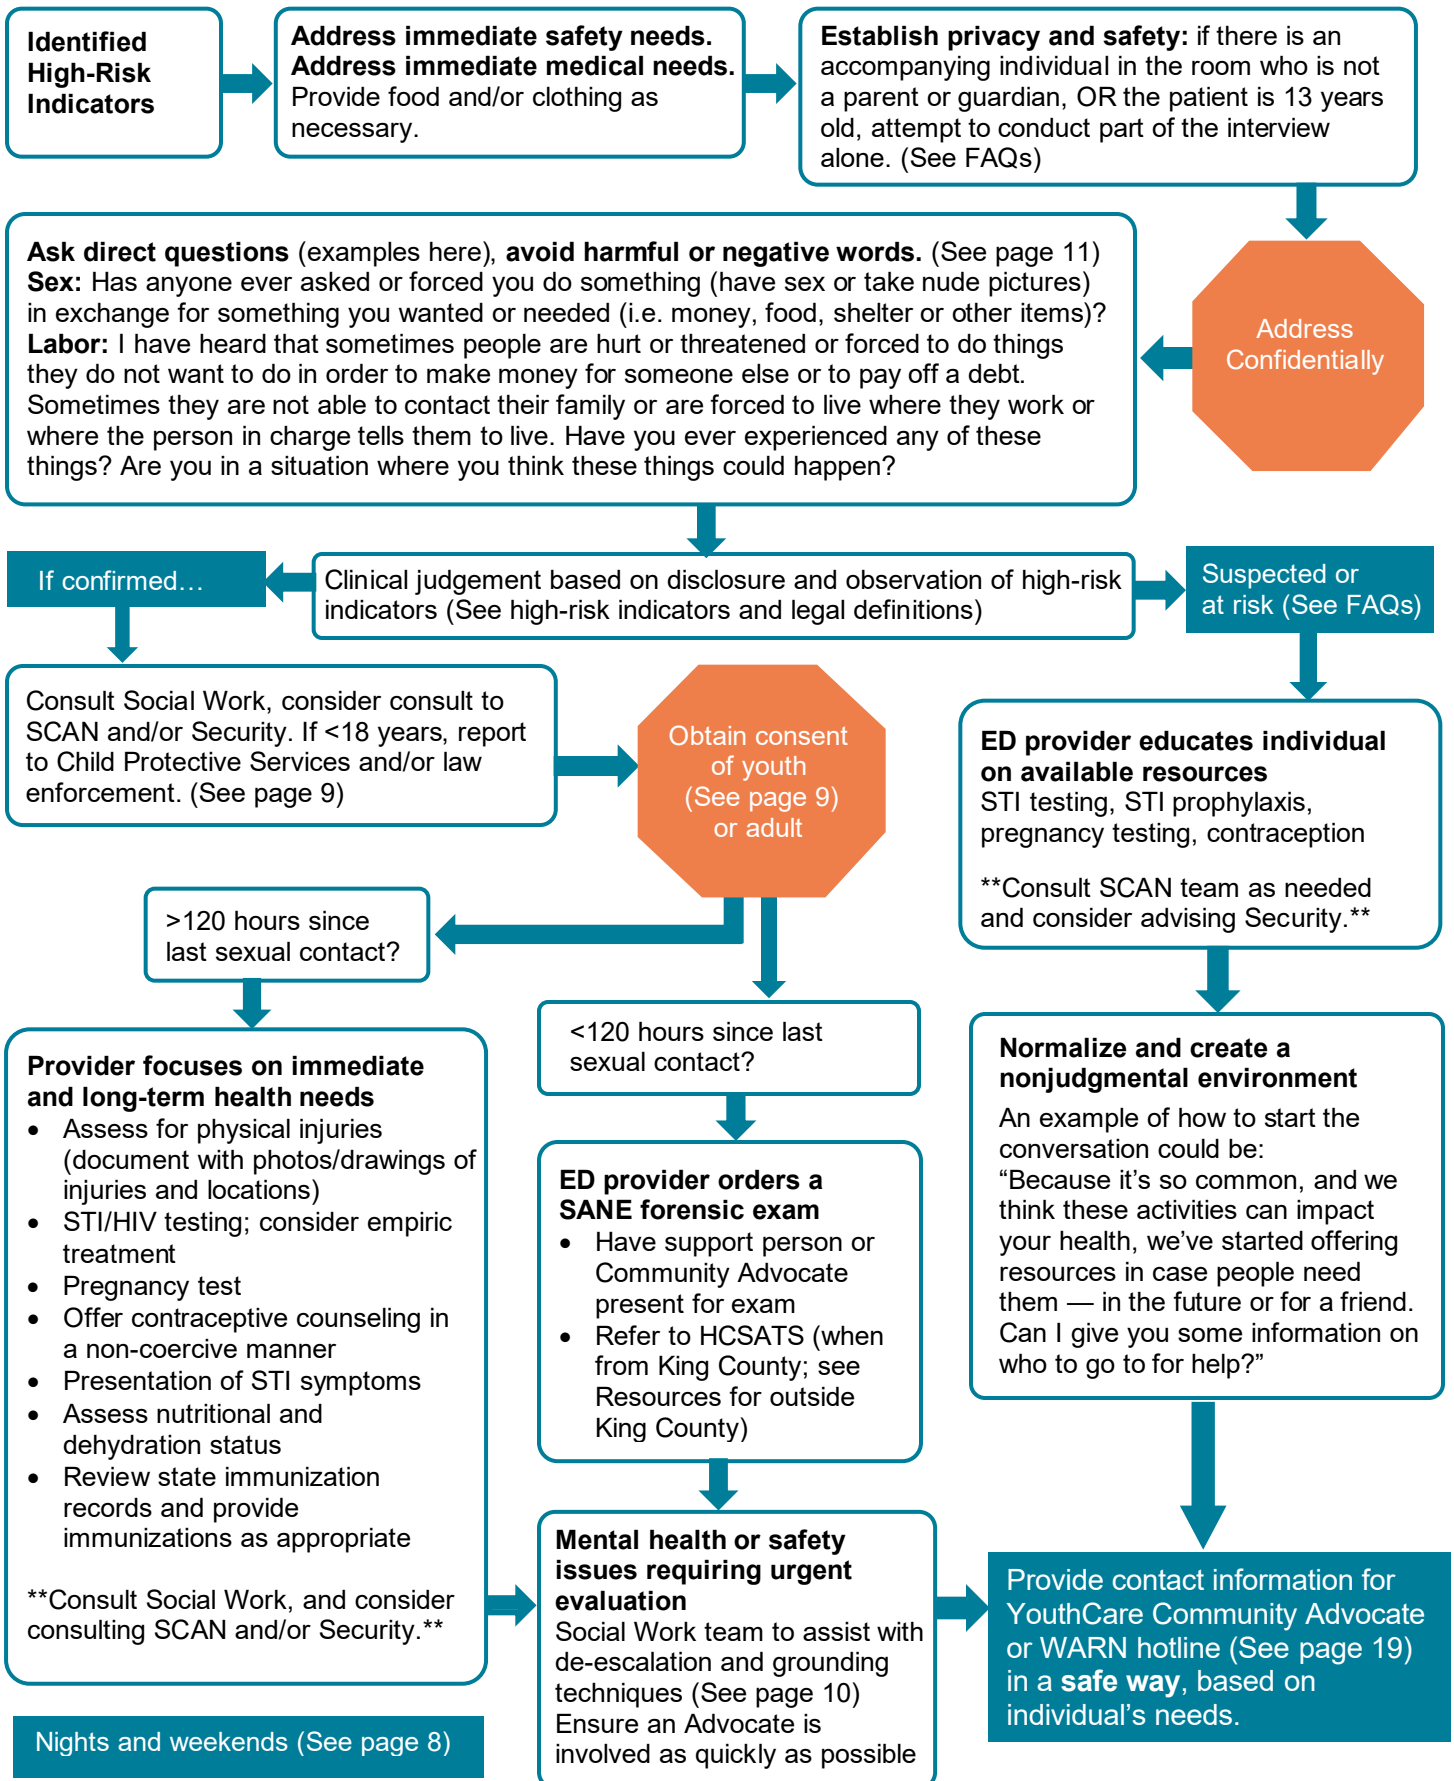 Identified
High-Risk
Indicators
Address immediate safety needs.
Address immediate medical needs.
Provide food and/or clothing as
necessary.
Establish privacy and safety: if there is an
accompanying individual in the room who is not
a parent or guardian, OR the patient is 13 years
old, attempt to conduct part of the interview
alone. (See FAQs)
Address
Confidentially
Ask direct questions (examples here), avoid harmful or negative words. (See page 11)
Sex: Has anyone ever asked or forced you do something (have sex or take nude pictures)
in exchange for something you wanted or needed (i.e. money, food, shelter or other items)?
Labor: I have heard that sometimes people are hurt or threatened or forced to do things
they do not want to do in order to make money for someone else or to pay off a debt.
Sometimes they are not able to contact their family or are forced to live where they work or
where the person in charge tells them to live. Have you ever experienced any of these
things? Are you in a situation where you think these things could happen?
Clinical judgement based on disclosure and observation of high-risk
indicators (See high-risk indicators and legal definitions)
If confirmed…
Suspected or
at risk (See FAQs)
Consult Social Work, consider consult to
SCAN and/or Security. If <18 years, report
to Child Protective Services and/or law
enforcement. (See page 9)
Obtain consent
of youth
(See page 9)
or adult
>120 hours since
last sexual contact?
Provider focuses on immediate
and long-term health needs
• Assess for physical injuries
(document with photos/drawings of
injuries and locations)
• STI/HIV testing; consider empiric
treatment
• Pregnancy test
• Offer contraceptive counseling in
a non-coercive manner
• Presentation of STI symptoms
• Assess nutritional and
dehydration status
• Review state immunization
records and provide
immunizations as appropriate
**Consult Social Work, and consider
consulting SCAN and/or Security.**
Nights and weekends (See page 8)
<120 hours since last
sexual contact?
ED provider orders a
SANE forensic exam
• Have support person or
Community Advocate
present for exam
• Refer to HCSATS (when
from King County; see
Resources for outside
King County)
Mental health or safety
issues requiring urgent
evaluation
Social Work team to assist with
de-escalation and grounding
techniques (See page 10)
Ensure an Advocate is
involved as quickly as possible
ED provider educates individual
on available resources
STI testing, STI prophylaxis,
pregnancy testing, contraception
**Consult SCAN team as needed
and consider advising Security.**
Normalize and create a
nonjudgmental environment
An example of how to start the
conversation could be:
“Because it’s so common, and we
think these activities can impact
your health, we’ve started offering
resources in case people need
them — in the future or for a friend.
Can I give you some information on
who to go to for help?”
Provide contact information for
YouthCare Community Advocate
or WARN hotline (See page 19)
in a safe way, based on
individual’s needs.